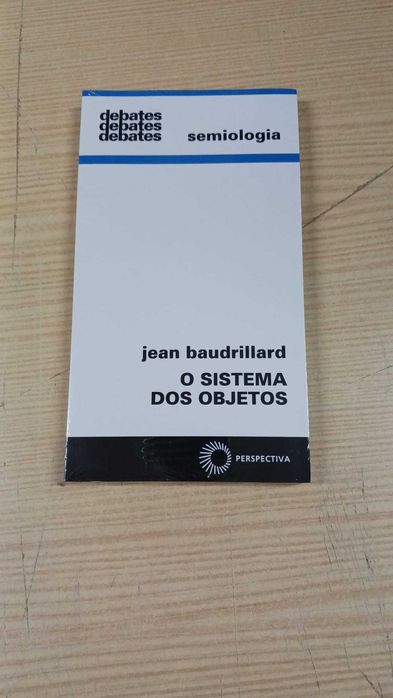 debates
debates
debates
semiologia
jean baudrillard
O SISTEMA
DOS OBJETOS
PERSPECTIVA